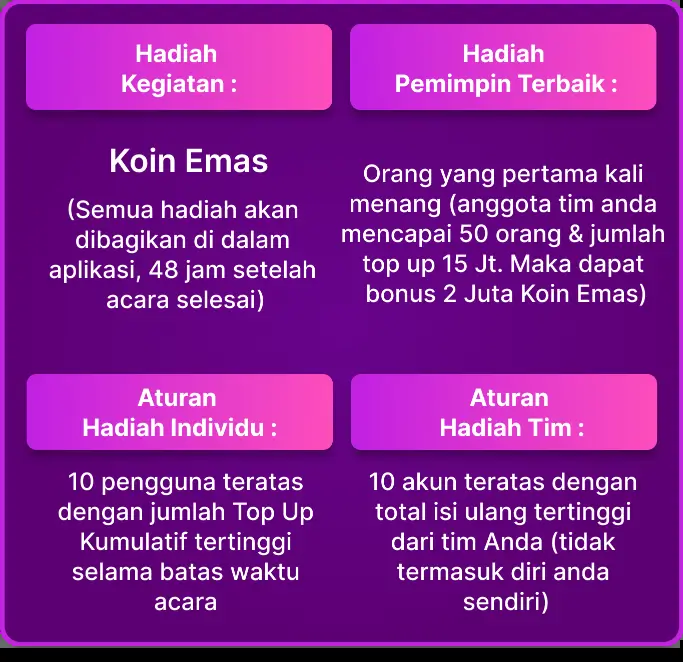 Hadiah
Kegiatan :
Koin Emas
(Semua hadiah akan
dibagikan di dalam
aplikasi, 48 jam setelah
acara selesai)
Hadiah
Pemimpin Terbaik :
Orang yang pertama kali
menang (anggota tim anda
mencapai 50 orang & jumlah
top up 15 Jt. Maka dapat
bonus 2 Juta Koin Emas)
Aturan
Hadiah Individu :
10 pengguna teratas
dengan jumlah Top Up
Kumulatif tertinggi
selama batas waktu
acara
Aturan
Hadiah Tim :
10 akun teratas dengan
total isi ulang tertinggi
dari tim Anda (tidak
termasuk diri anda
sendiri)